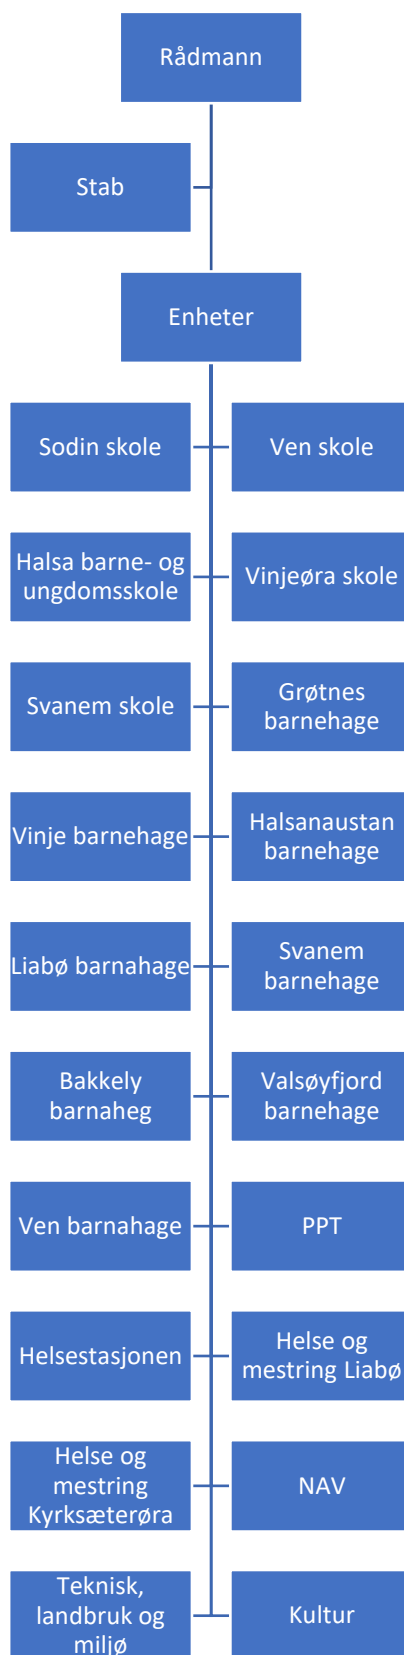 Rådmann
Stab
Enheter
Sodin skole
Ven skole
Halsa barne- og
ungdomsskole
Vinjeøra skole
Svanem skole
Grøtnes
barnehage
Vinje barnehage
Halsanaustan
barnehage
Liabø barnahage
Svanem
barnehage
Bakkely
barnaheg
Valsøyfjord
barnehage
Ven barnahage
PPT
Helsestasjonen
Helse og
mestring Liabø
Helse og
mestring
Kyrksæterøra
NAV
Teknisk,
landbruk og
miljø
Kultur